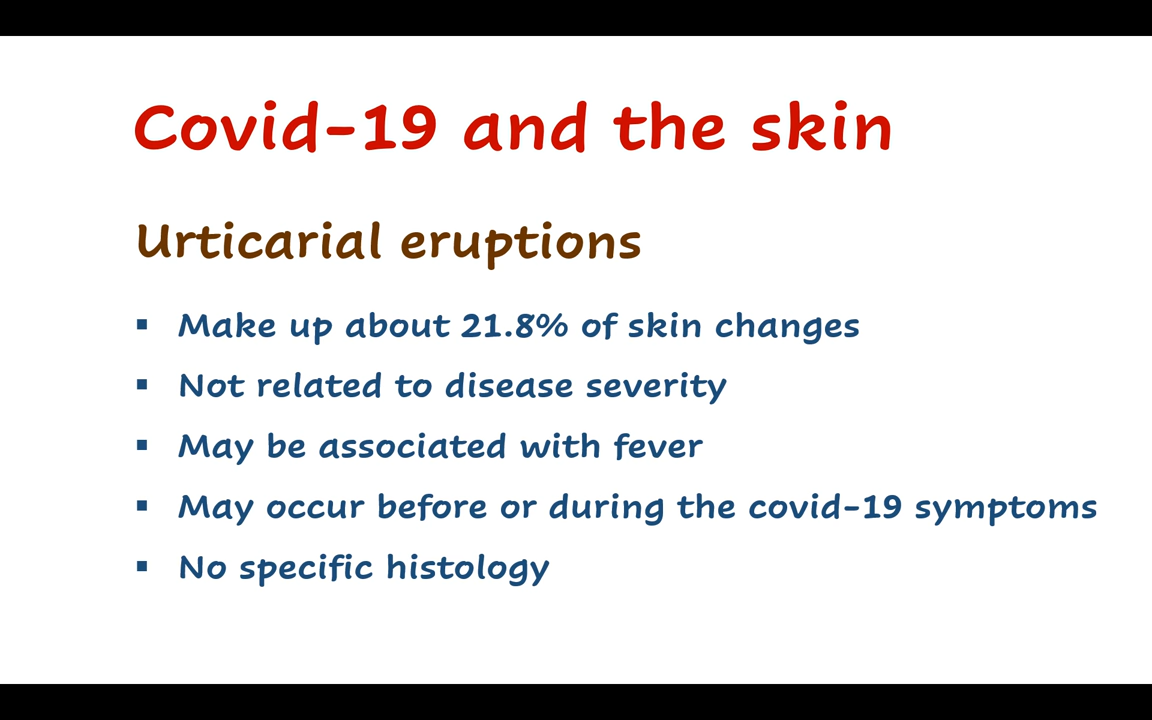 Covid-19 and the skin
Urticarial eruptions
▪ Make up about 21.8% of skin changes
▪ Not related to disease severity
▪ May be associated with fever
▪ May occur before or during the covid-19 symptoms
▪ No specific histology